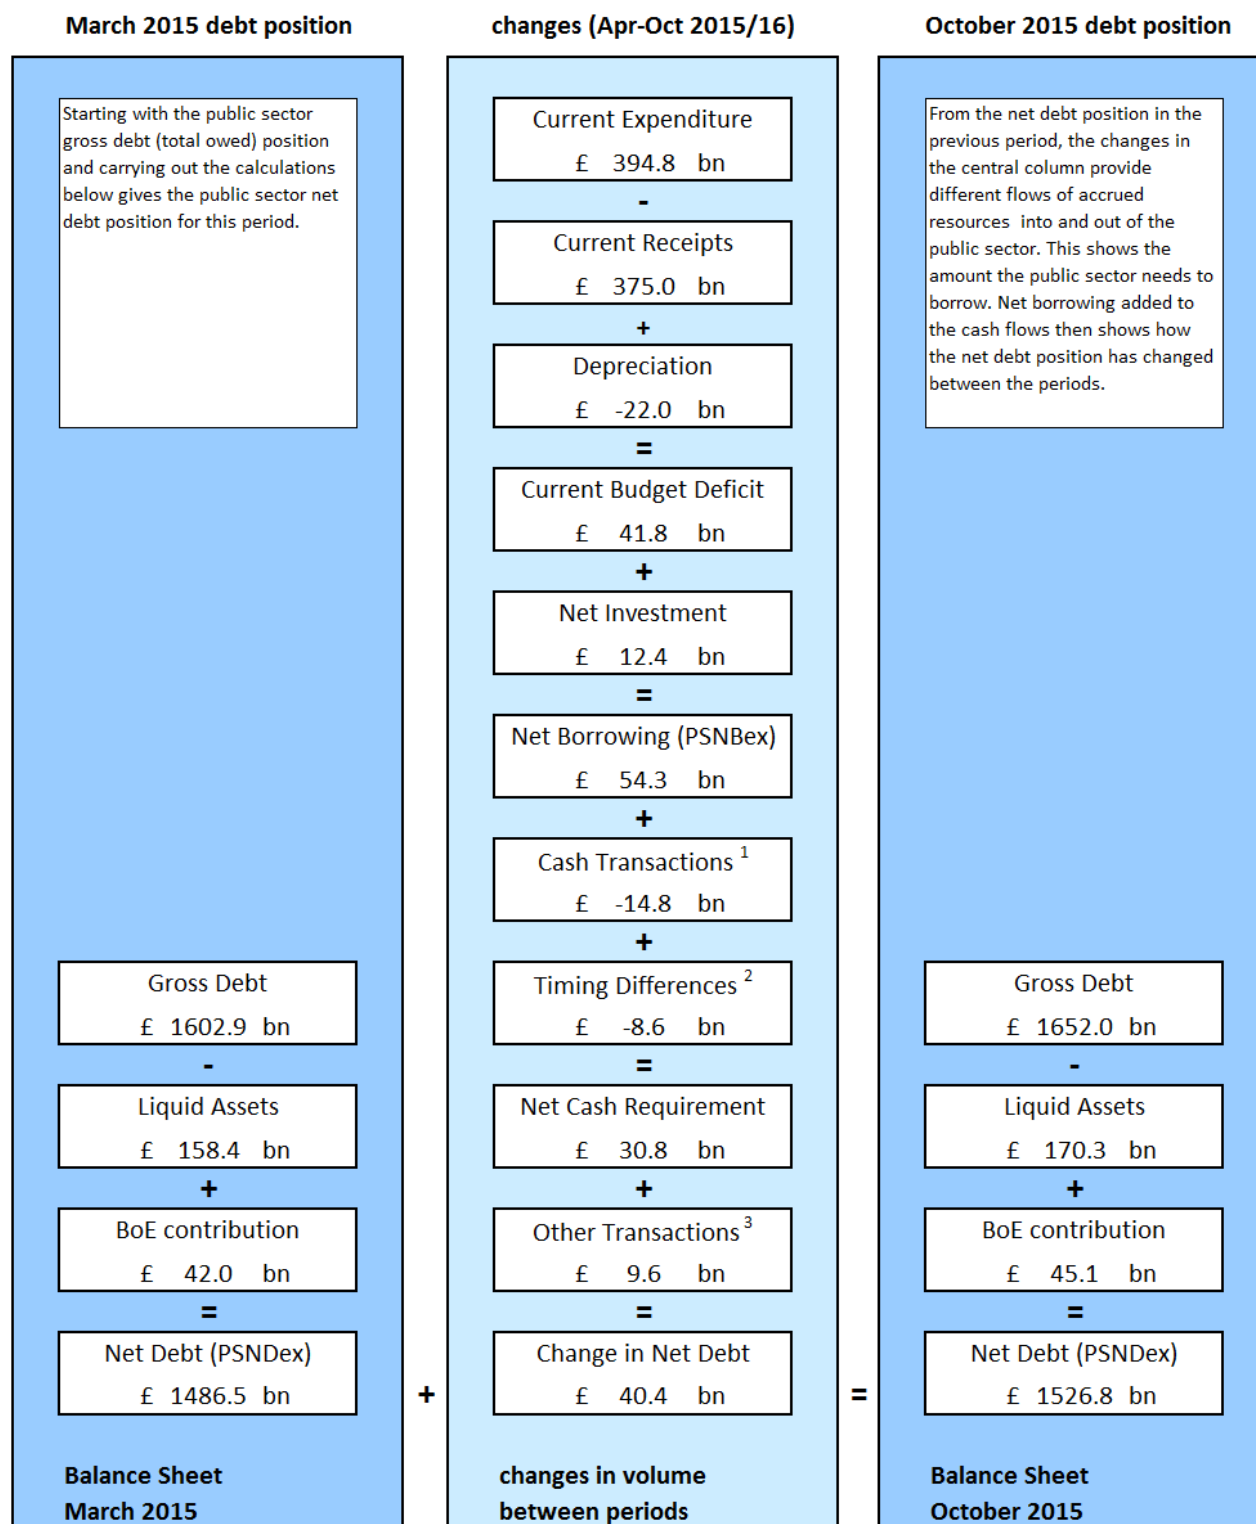 March 2015 debt position
Starting with the public sector
gross debt (total owed) position
and carrying out the calculations
below gives the public sector net
debt position for this period.
Gross Debt
£ 1602.9 bn
-
Liquid Assets
£ 158.4 bn
+
BoE contribution
£ 42.0 bn
=
Net Debt (PSNDex)
£ 1486.5 bn
Balance Sheet
March 2015
+
changes (Apr-Oct 2015/16)
Current Expenditure
£ 394.8 bn
-
Current Receipts
£ 375.0 bn
+
Depreciation
£ -22.0 bn
=
Current Budget Deficit
£ 41.8 bn
+
Net Investment
£ 12.4 bn
=
Net Borrowing (PSNBex)
£ 54.3 bn
+
Cash Transactions 1
£ -14.8 bn
+
Timing Differences 2
£ -8.6 bn
=
Net Cash Requirement
£ 30.8 bn
+
Other Transactions 3
£ 9.6 bn
=
Change in Net Debt
£ 40.4 bn
changes in volume
between periods
=
October 2015 debt position
From the net debt position in the
previous period, the changes in
the central column provide
different flows of accrued
resources into and out of the
public sector. This shows the
amount the public sector needs to
borrow. Net borrowing added to
the cash flows then shows how
the net debt position has changed
between the periods.
Gross Debt
£ 1652.0 bn
-
Liquid Assets
£ 170.3 bn
+
BoE contribution
£ 45.1 bn
=
Net Debt (PSNDex)
£ 1526.8 bn
Balance Sheet
October 2015